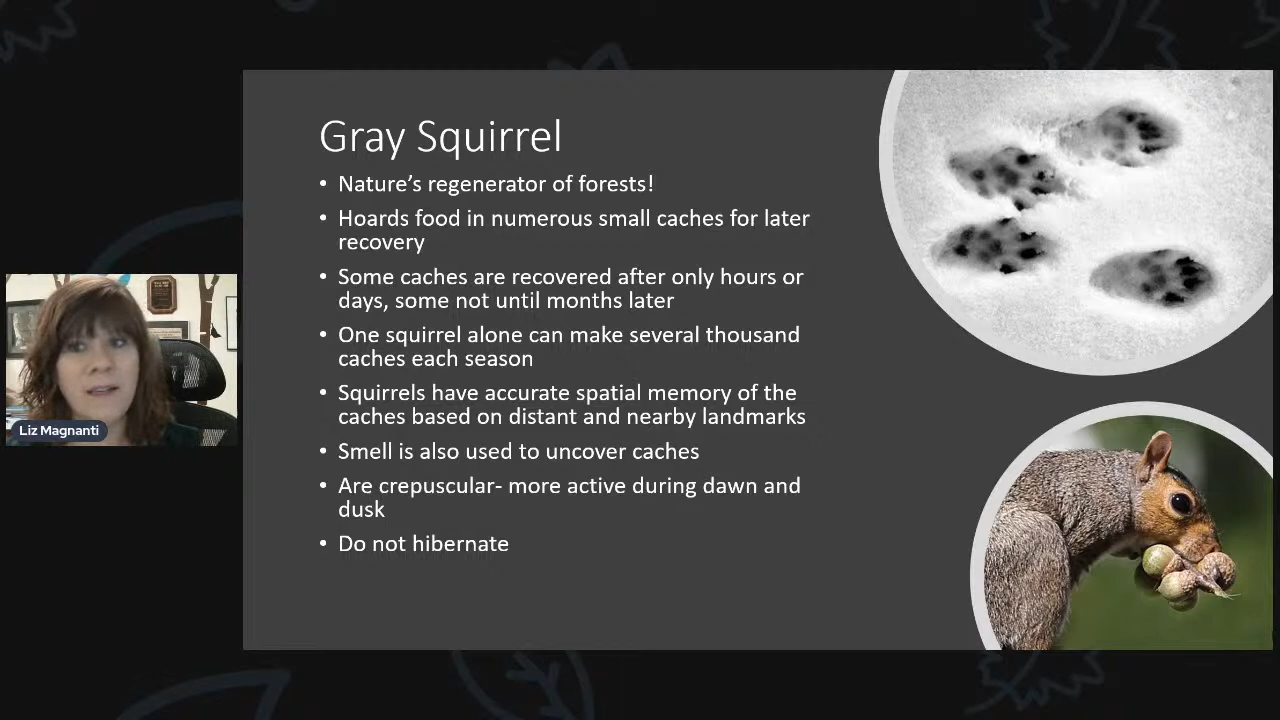 Gray Squirrel
• Nature’s regenerator of forests!
• Hoards food in numerous small caches for later
recovery
• Some caches are recovered after only hours or
days, some not until months later
• One squirrel alone can make several thousand
caches each season
• Squirrels have accurate spatial memory of the
caches based on distant and nearby landmarks
• Smell is also used to uncover caches
• Are crepuscular- more active during dawn and
dusk
• Do not hibernate
Liz Magnanti